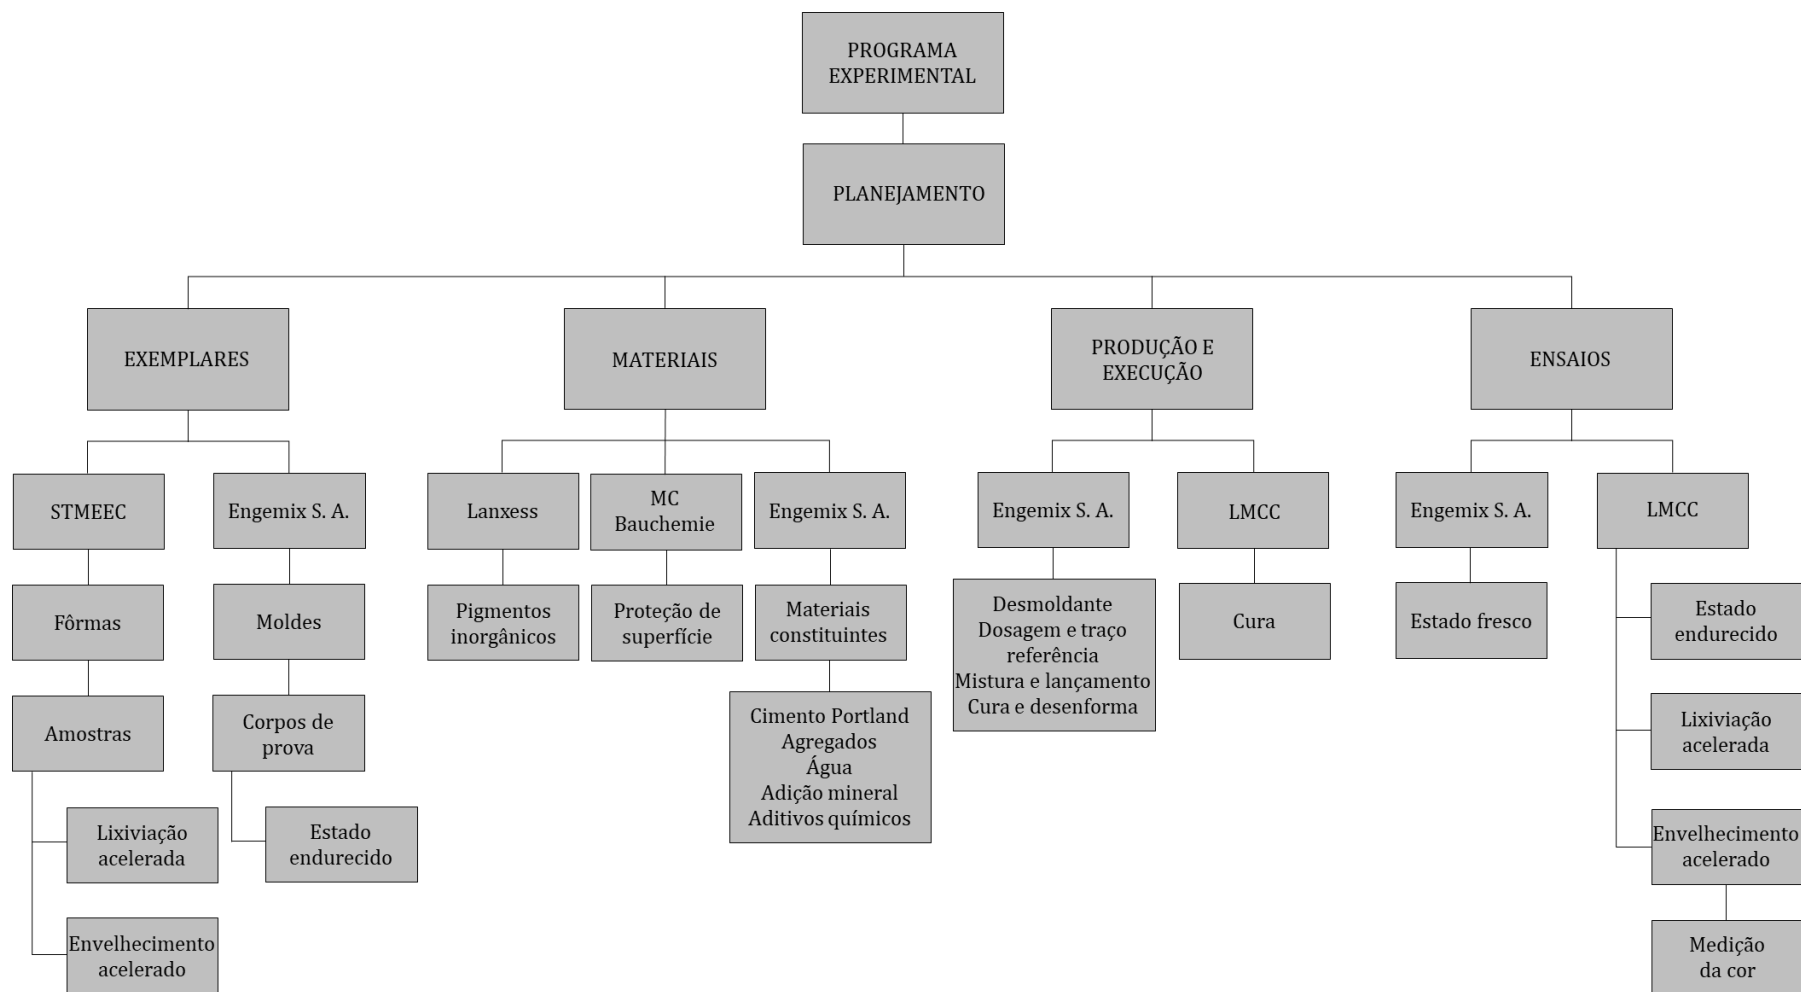 PROGRAMA
EXPERIMENTAL
PLANEJAMENTO
EXEMPLARES
MATERIAIS
PRODUÇÃO E
EXECUÇÃO
ENSAIOS
STMEEC
Engemix S. A.
Lanxess
MC
Bauchemie
Engemix S. A.
Engemix S. A.
LMCC
Engemix S. A.
LMCC
Fôrmas
Moldes
Pigmentos
inorgânicos
Proteção de
superfície
Materiais
constituintes
Desmoldante
Dosagem e traço
referência
Mistura e lançamento
Cura e desenforma
Cura
Estado fresco
Estado
endurecido
Amostras
Corpos de
prova
Cimento Portland
Agregados
Água
Adição mineral
Aditivos químicos
Lixiviação
acelerada
Lixiviação
acelerada
Estado
endurecido
Envelhecimento
acelerado
Envelhecimento
acelerado
Medição
da cor